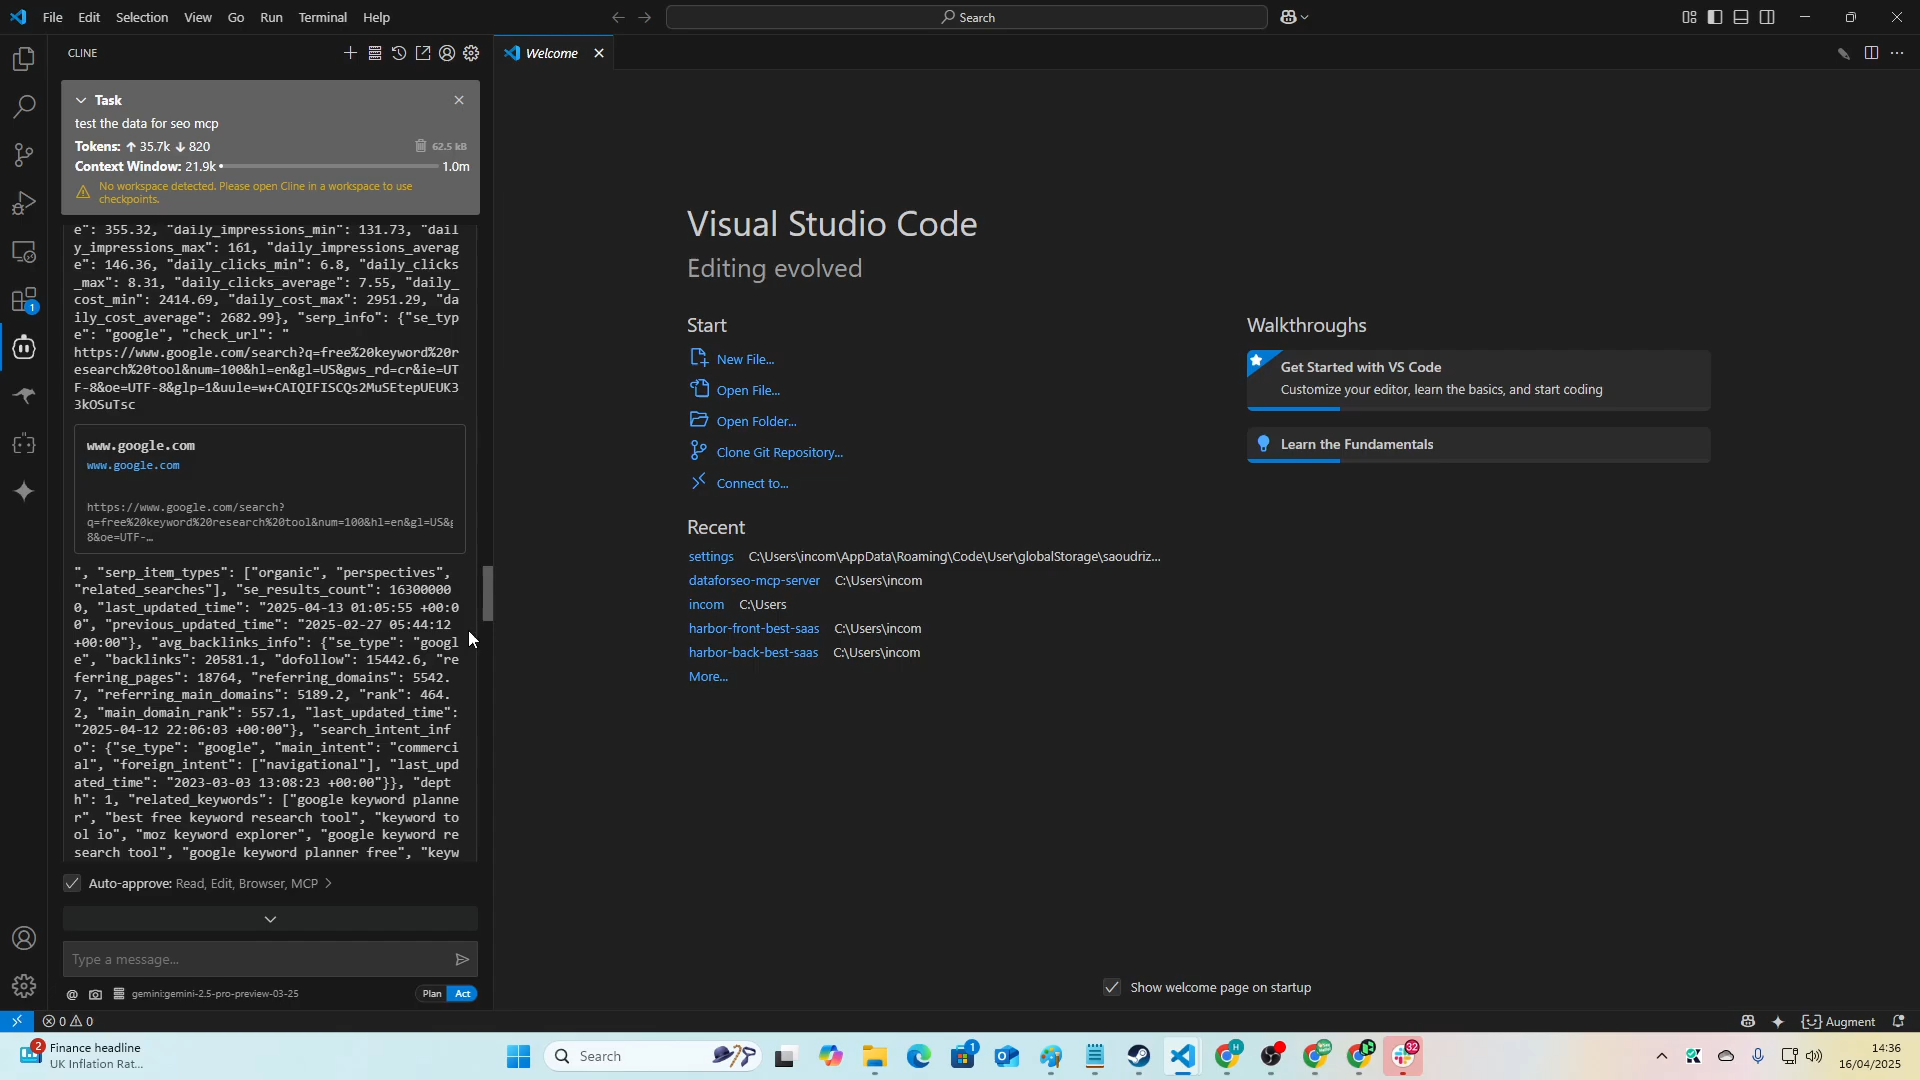 File Edit Selection View Go Run Terminal Help
Search
CLINE
Welcome
Task
test the data for seo mcp
Tokens: ↑ 35.7k ↓ 820
62.5 kB
Context Window: 21.9k
1.0m
No workspace detected. Please open Cline in a workspace to use
checkpoints.
e": 355.32, "daily_impressions_min": 131.73, "dail
y_impressions_max": 161, "daily_impressions_averag
e": 146.36, "daily_clicks_min": 6.8, "daily_clicks
_max": 8.31, "daily_clicks_average": 7.55, "daily_
cost_min": 2414.69, "daily_cost_max": 2951.29, "da
ily_cost_average": 2682.99}, "serp_info": {"se_typ
e": "google", "check_url": "
https://www.google.com/search?q=free%20keyword%20r
esearch%20tool&num=100&hl=en&gl=US&gws_rd=cr&ie=UT
F-8&oe=UTF-8&glp=1&uule=w+CAIQIFISCQs2MuSEtepUEUK3
3kOSuTsc
www.google.com
www.google.com
https://www.google.com/search?
q=free%20keyword%20research%20tool&num=100&hl=en&gl=US&g
8&oe=UTF-…
", "serp_item_types": ["organic", "perspectives",
"related_searches"], "se_results_count": 16300000
0, "last_updated_time": "2025-04-13 01:05:55 +00:0
0", "previous_updated_time": "2025-02-27 05:44:12
+00:00"}, "avg_backlinks_info": {"se_type": "googl
e", "backlinks": 20581.1, "dofollow": 15442.6, "re
ferring_pages": 18764, "referring_domains": 5542.
7, "referring_main_domains": 5189.2, "rank": 464.
2, "main_domain_rank": 557.1, "last_updated_time":
"2025-04-12 22:06:03 +00:00"}, "search_intent_inf
o": {"se_type": "google", "main_intent": "commerci
al", "foreign_intent": ["navigational"], "last_upd
ated_time": "2023-03-03 13:08:23 +00:00"}}, "dept
h": 1, "related_keywords": ["google keyword planne
r", "best free keyword research tool", "keyword to
ol io", "moz keyword explorer", "google keyword re
search tool", "google keyword planner free", "keyw
Auto-approve: Read, Edit, Browser, MCP
Type a message...
gemini:gemini-2.5-pro-preview-03-25
Plan Act
Visual Studio Code
Editing evolved
Start
New File...
Open File...
Open Folder...
Clone Git Repository...
Connect to...
Recent
settings C:\Users\incom\AppData\Roaming\Code\User\globalStorage\saoudriz...
dataforseo-mcp-server C:\Users\incom
incom C:\Users
harbor-front-best-saas C:\Users\incom
harbor-back-best-saas C:\Users\incom
More...
Walkthroughs
Get Started with VS Code
Customize your editor, learn the basics, and start coding
Learn the Fundamentals
Show welcome page on startup
1
0 0
Augment
2
Finance headline
UK Inflation Rat...
Search
1
32
14:36
16/04/2025